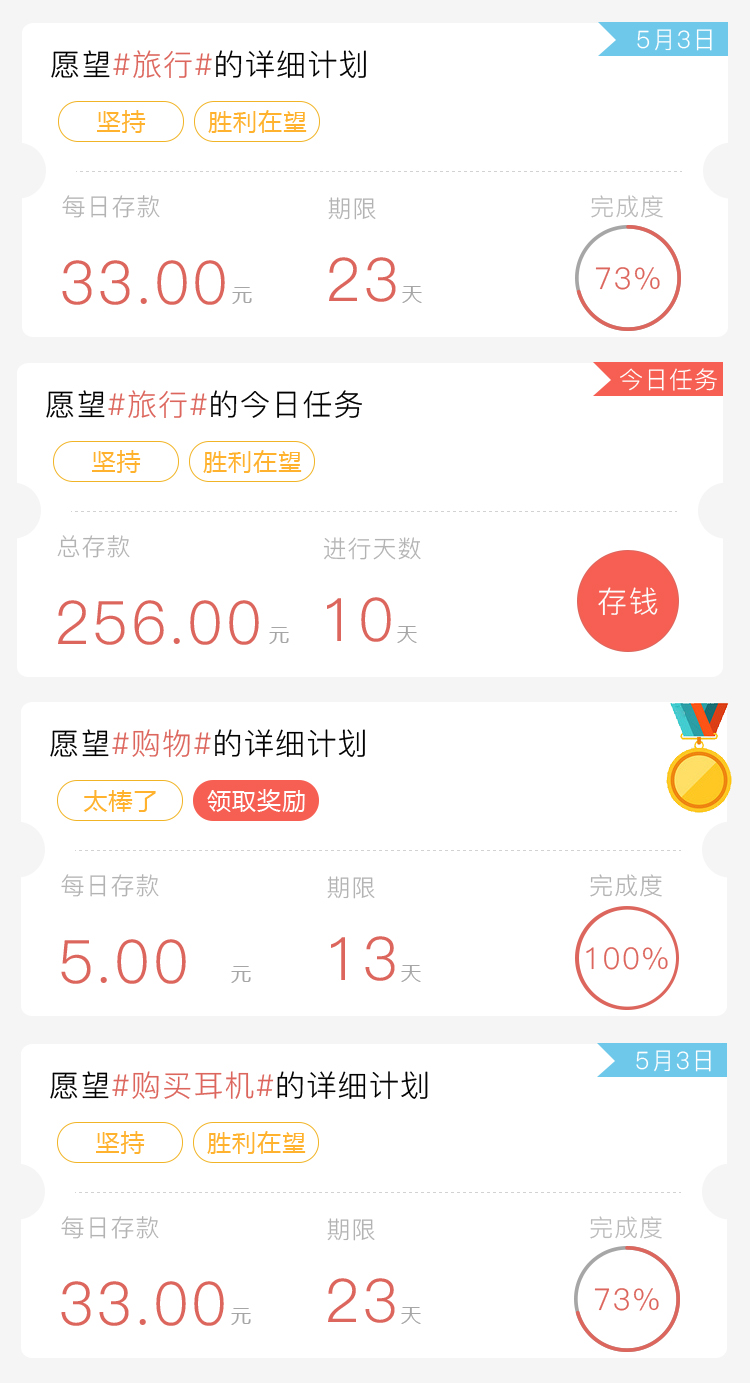 5月3日
愿望#旅行#的详细计划
坚持 胜利在望
每日存款 期限 完成度
33.00元 23天 73%
今日任务
愿望#旅行#的今日任务
坚持 胜利在望
总存款 进行天数
256.00元 10天 存钱
愿望#购物#的详细计划
太棒了 领取奖励
每日存款 期限 完成度
5.00 元 13天 100%
5月3日
愿望#购买耳机#的详细计划
坚持 胜利在望
每日存款 期限 完成度
33.00元 23天 73%